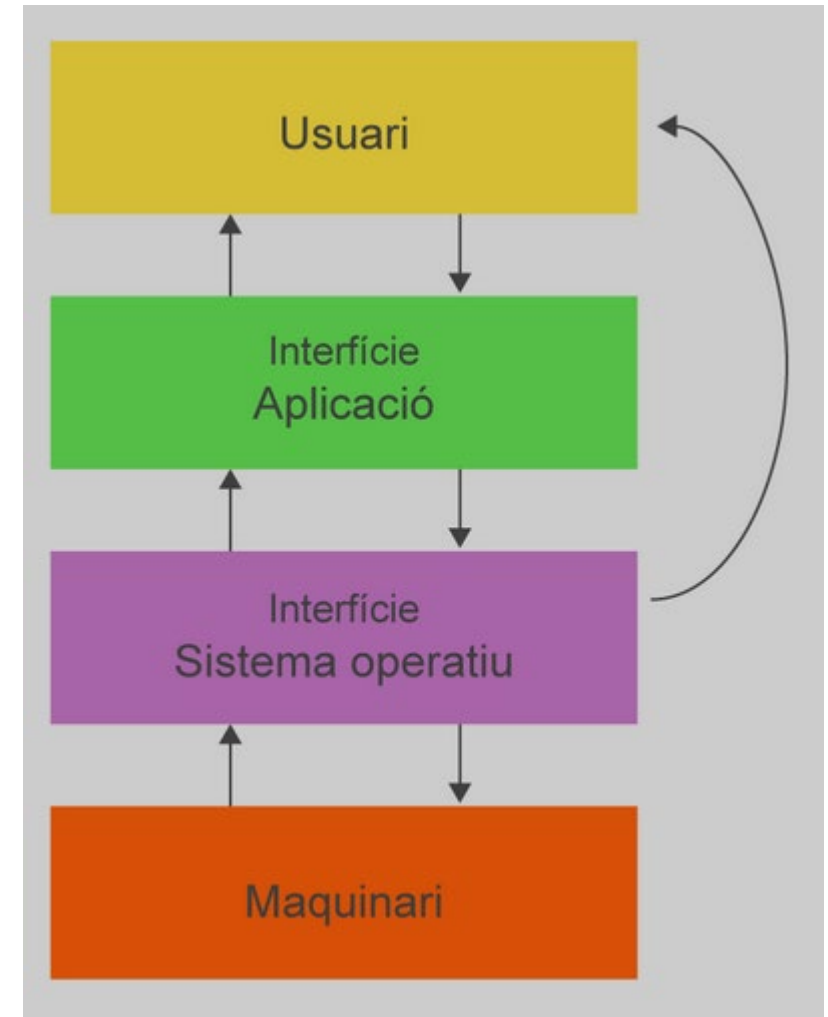 Usuari
Interfície
Aplicació
Interfície
Sistema operatiu
Maquinari